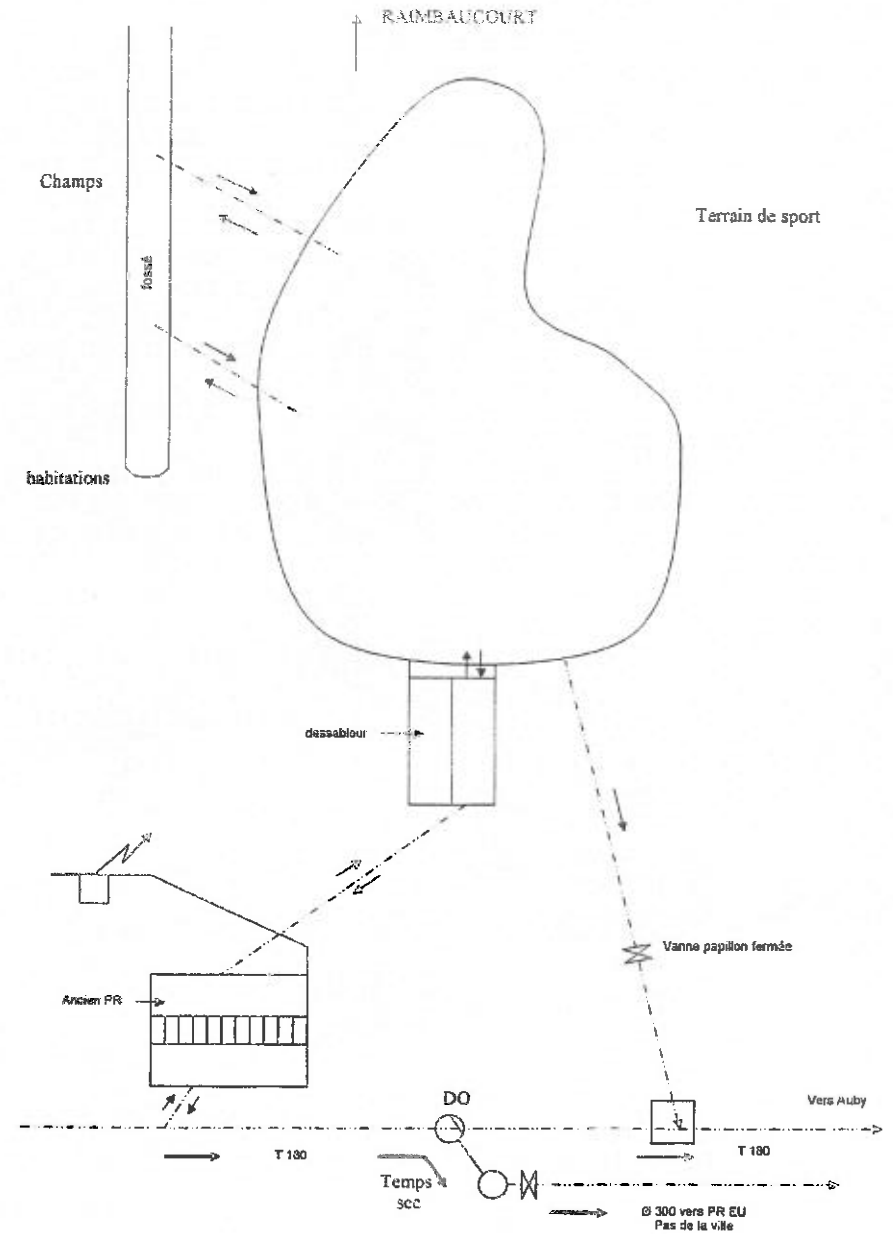 RAIMBAUCOURT
Champs
Terrain de sport
fossé
habitations
dessableur
Vanne papillon fermée
Ancien PR
DO
Vers Auby
T 180
T 180
Temps
sec
Ø 300 vers PR EU
Pas de la ville